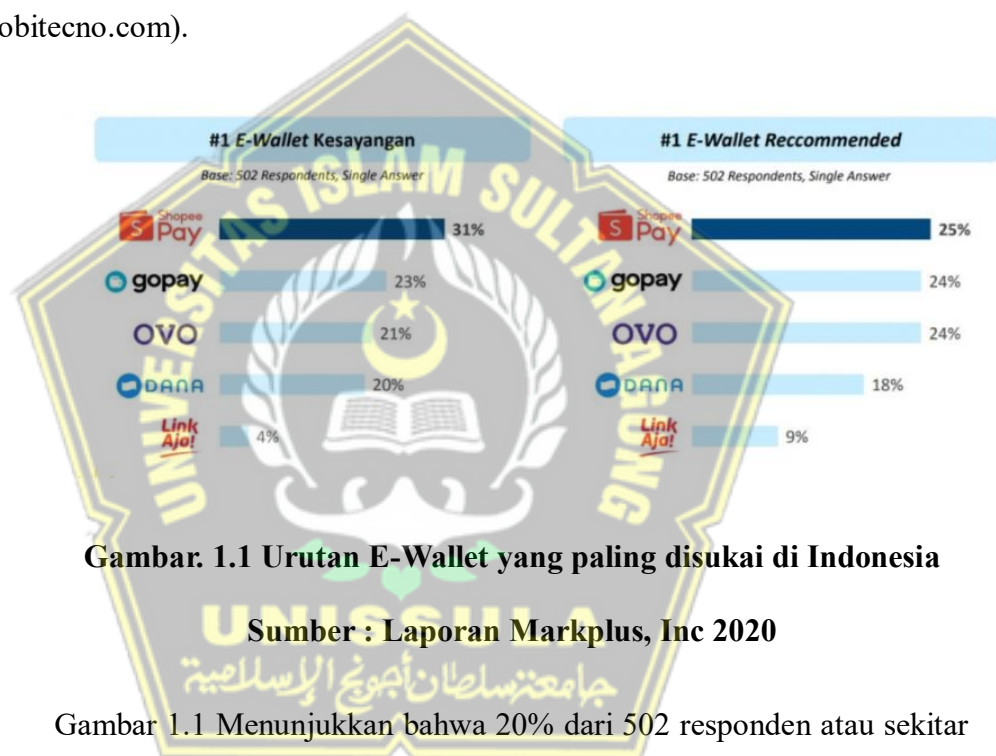 obitecno.com).
#1 E-Wallet Kesayangan
Base: 502 Respondents, Single Answer
Shopee
Pay 31%
gopay 23%
OVO 21%
DANA 20%
Link
Aja! 4%
#1 E-Wallet Reccommended
Base: 502 Respondents, Single Answer
Shopee
Pay 25%
gopay 24%
OVO 24%
DANA 18%
Link
Aja! 9%
UNIVERSITAS ISLAM SULTAN AGUNG
Gambar. 1.1 Urutan E-Wallet yang paling disukai di Indonesia
UNISSULA
Sumber : Laporan Markplus, Inc 2020
جامعترسلطان أجونج الإسلامية
Gambar 1.1 Menunjukkan bahwa 20% dari 502 responden atau sekitar